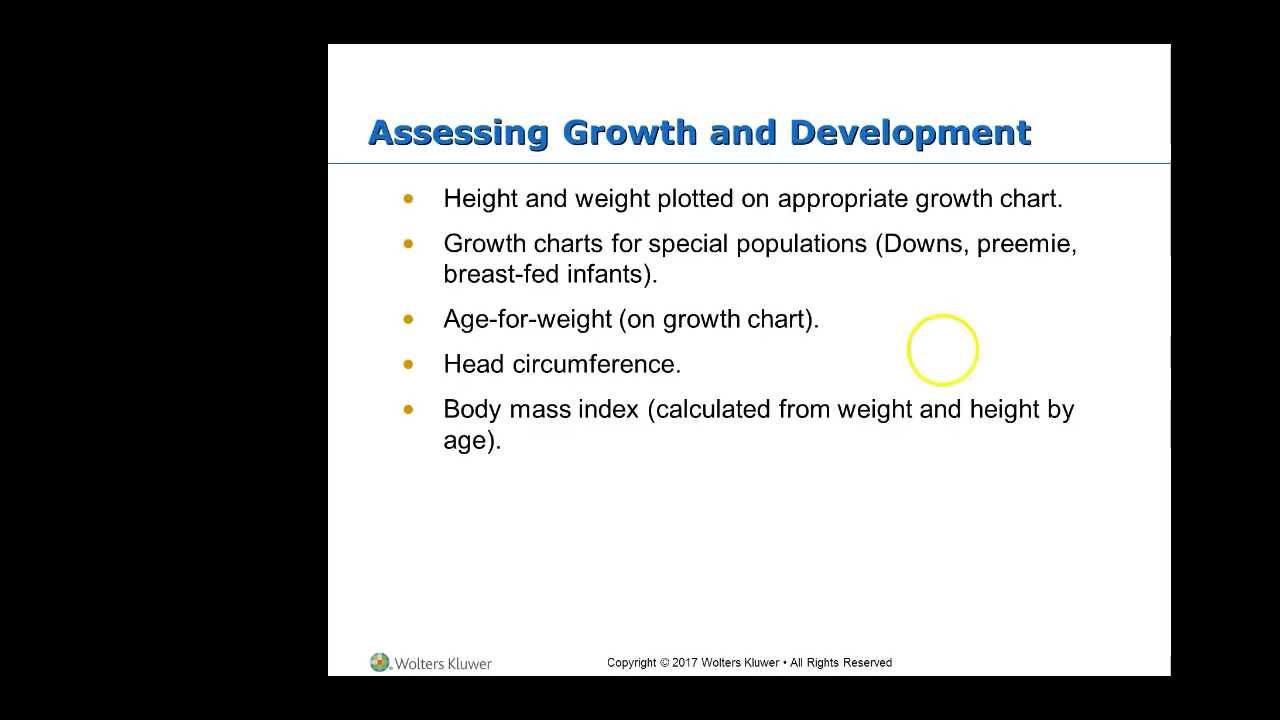 Assessing Growth and Development
• Height and weight plotted on appropriate growth chart.
• Growth charts for special populations (Downs, preemie,
breast-fed infants).
• Age-for-weight (on growth chart).
• Head circumference.
• Body mass index (calculated from weight and height by
age).
Wolters Kluwer
Copyright © 2017 Wolters Kluwer • All Rights Reserved